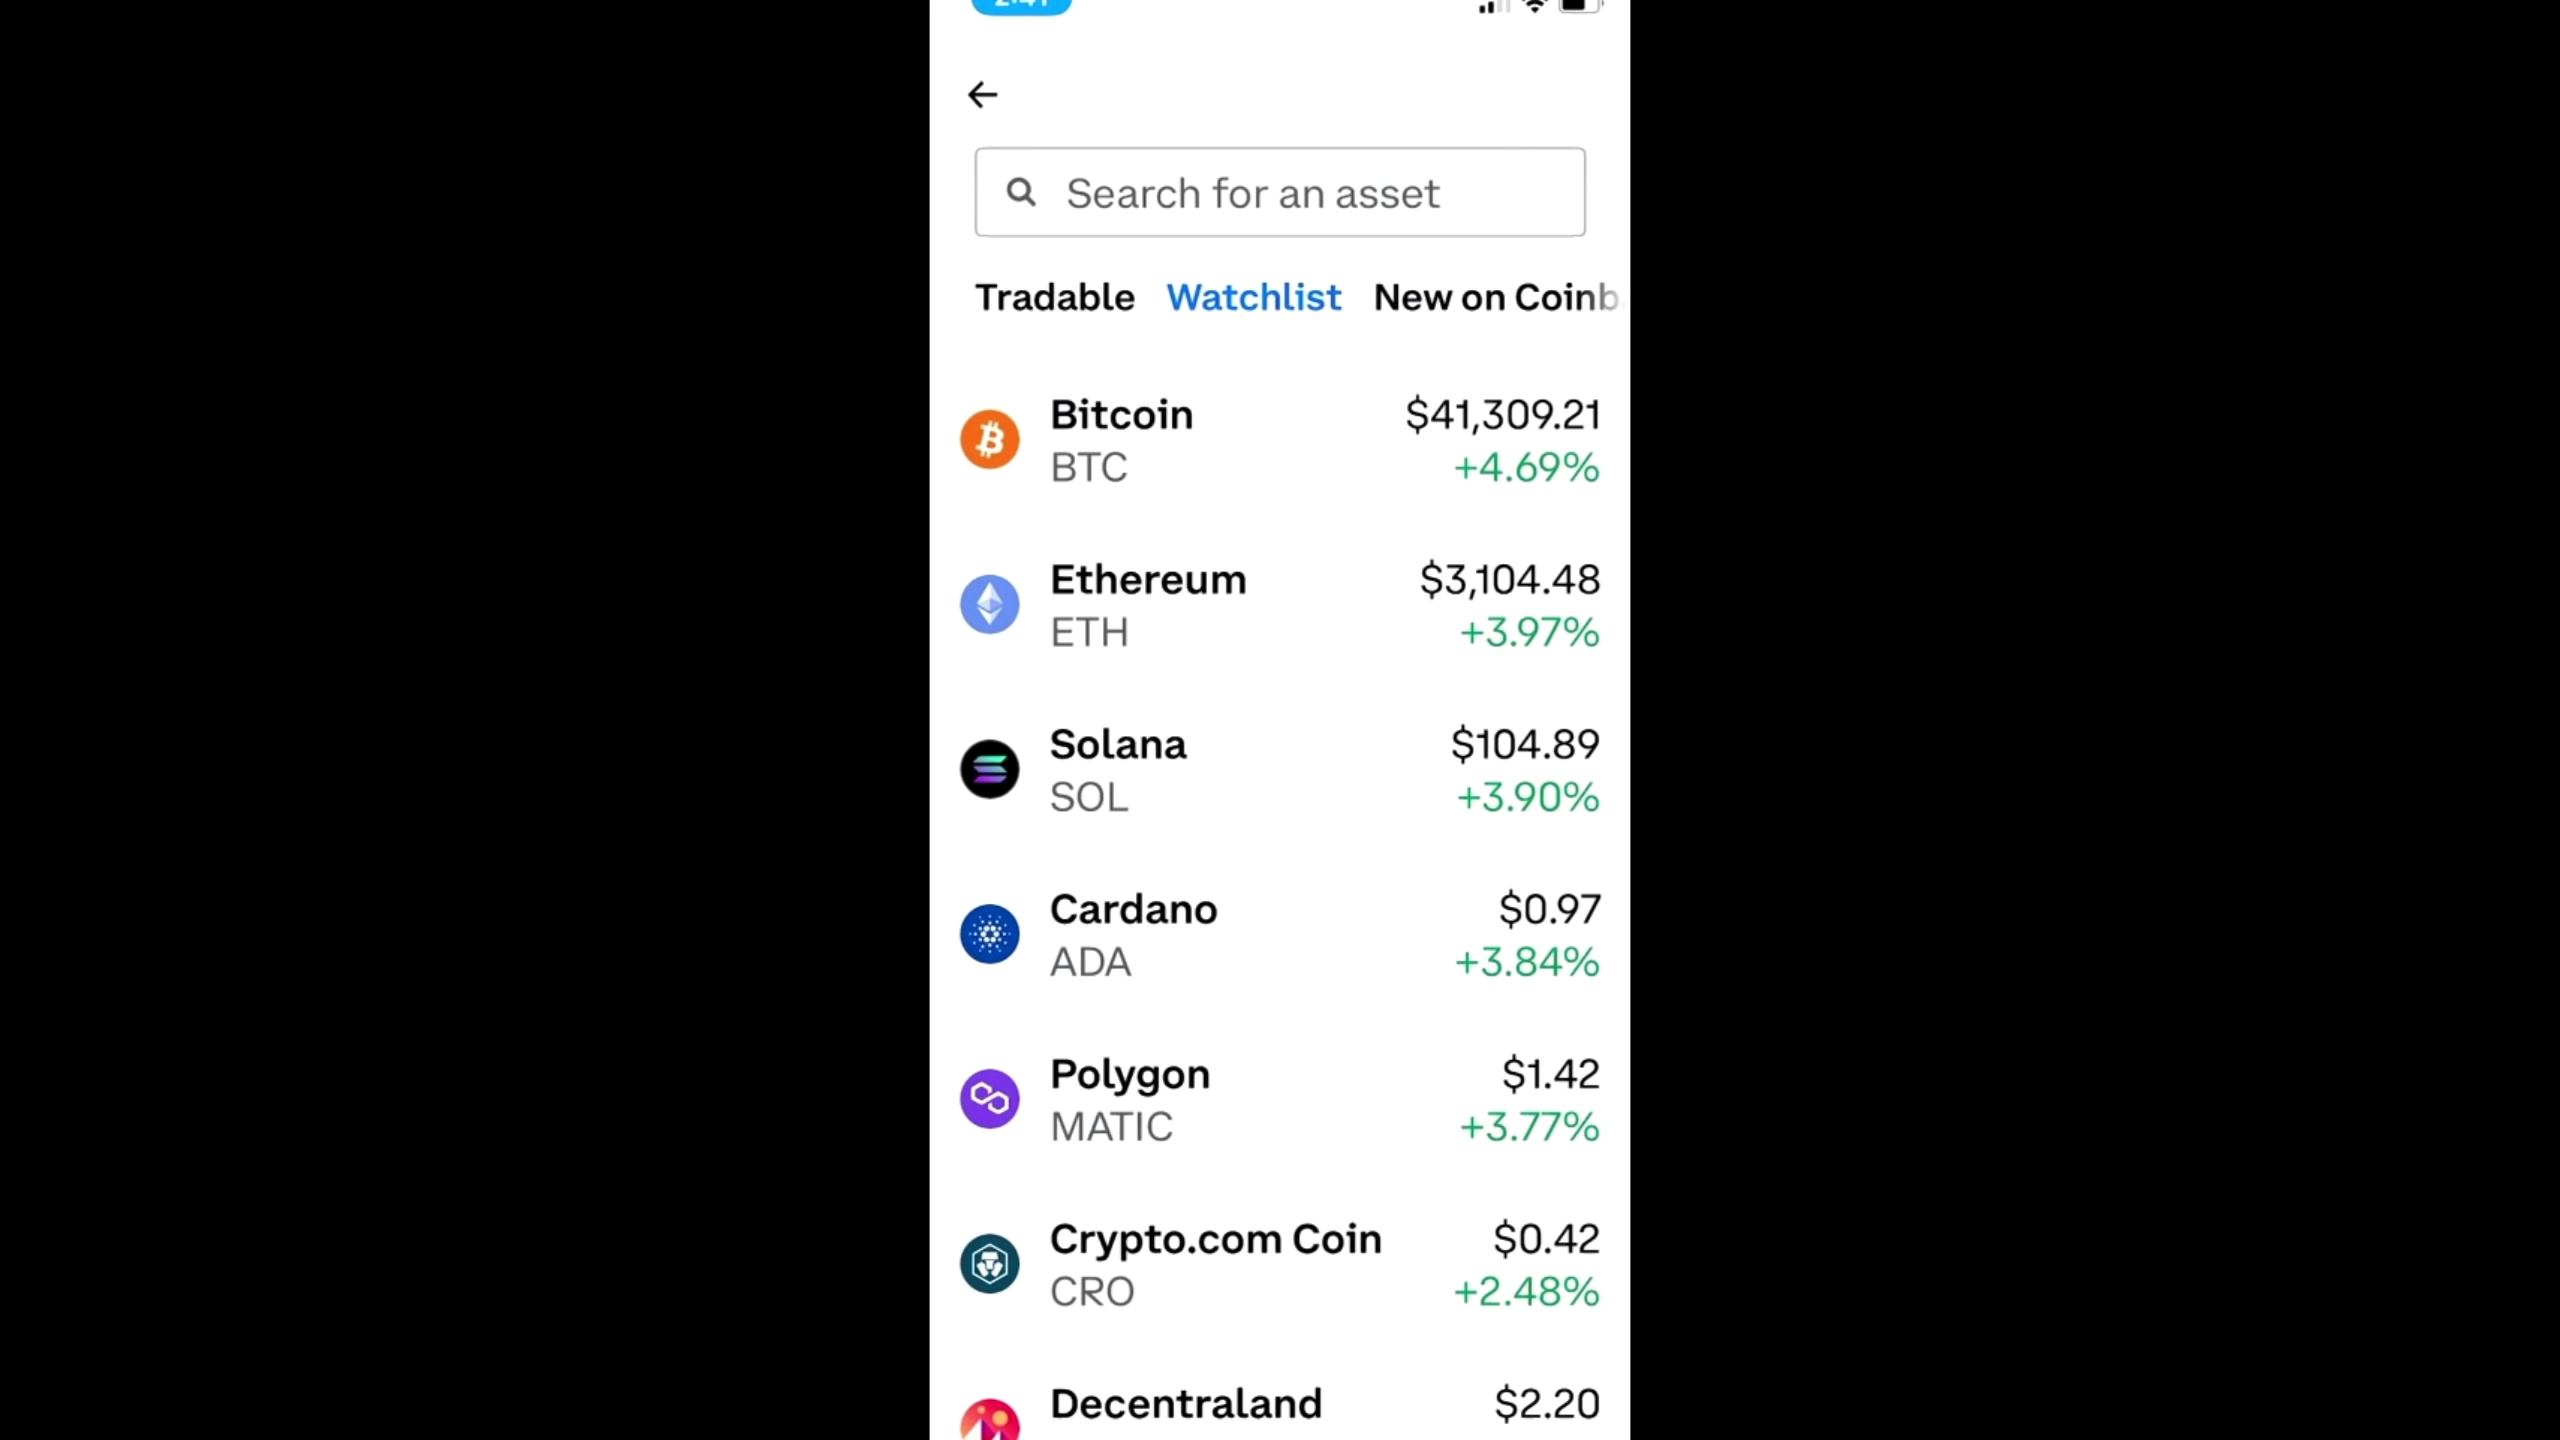 Search for an asset
Tradable Watchlist New on Coinb
Bitcoin $41,309.21
BTC +4.69%
Ethereum $3,104.48
ETH +3.97%
Solana $104.89
SOL +3.90%
Cardano $0.97
ADA +3.84%
Polygon $1.42
MATIC +3.77%
Crypto.com Coin $0.42
CRO +2.48%
Decentraland $2.20